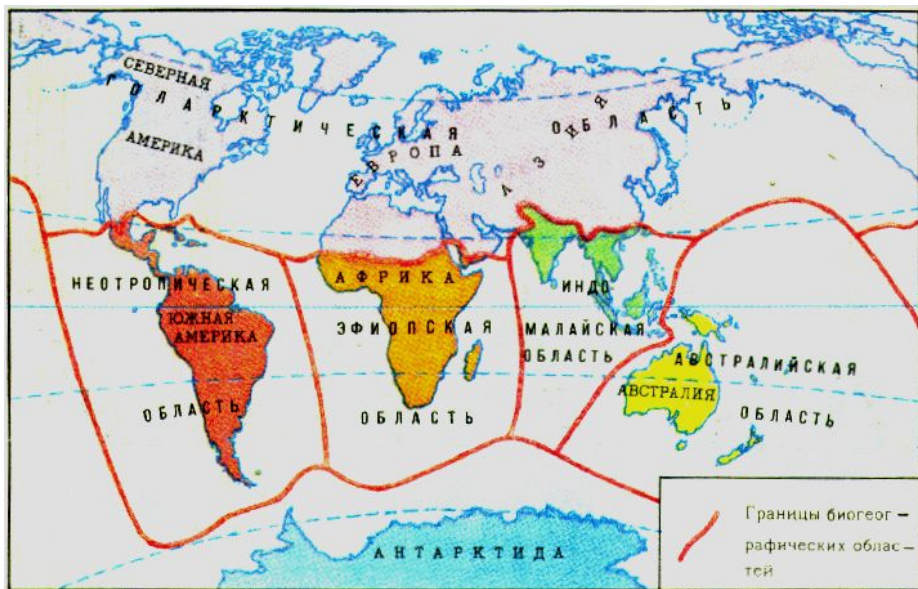 СЕВЕРНАЯ
ГОЛАРКТИЧЕСКАЯ ОБЛАСТЬ
АМЕРИКА
ЕВРОПА
АЗИЯ
НЕОТРОПИЧЕСКАЯ
ОБЛАСТЬ
ЮЖНАЯ
АМЕРИКА
АФРИКА
ЭФИОПСКАЯ
ОБЛАСТЬ
ИНДО
МАЛАЙСКАЯ
ОБЛАСТЬ
АВСТРАЛИЙСКАЯ
ОБЛАСТЬ
АВСТРАЛИЯ
АНТАРКТИДА
Границы биогеог –
рафических облас –
тей